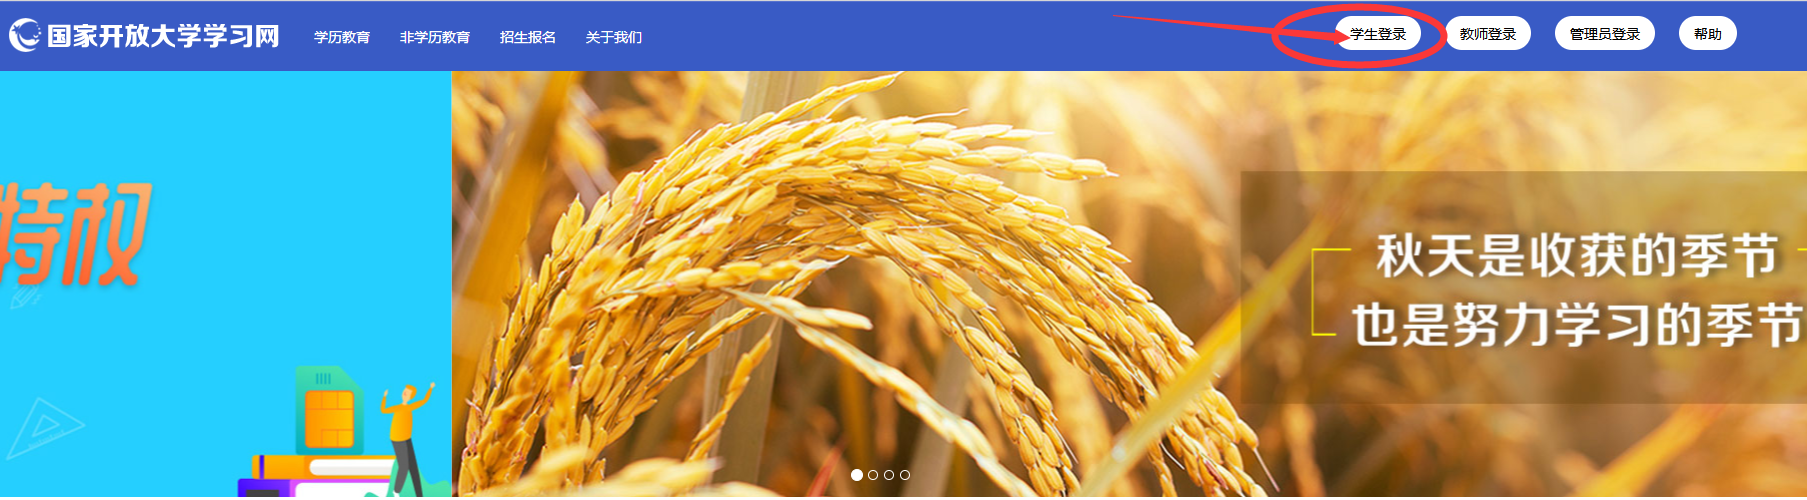 国家开放大学学习网 学历教育 非学历教育 招生报名 关于我们 学生登录 教师登录 管理员登录 帮助
特权
秋天是收获的季节
也是努力学习的季节